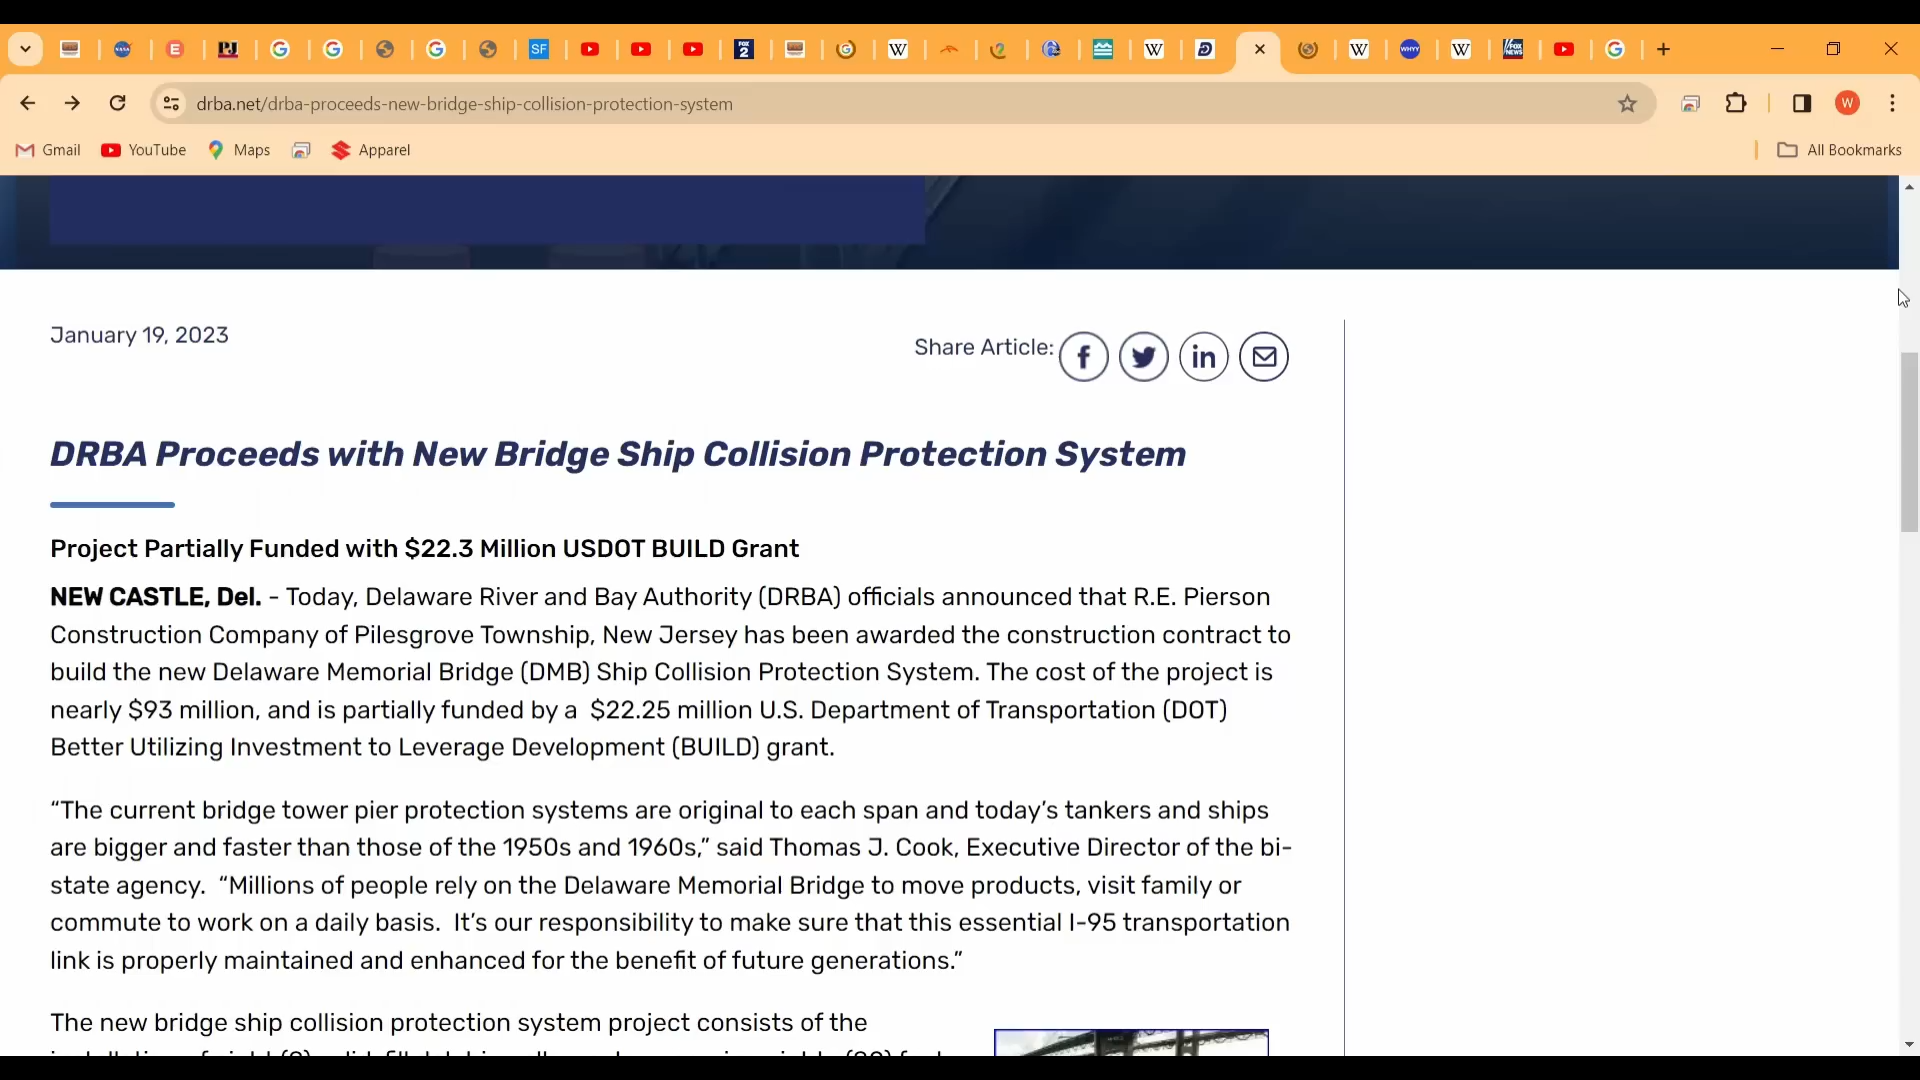 drba.net/drba-proceeds-new-bridge-ship-collision-protection-system
W
Gmail
YouTube
Maps
Apparel
All Bookmarks
January 19, 2023
Share Article:
DRBA Proceeds with New Bridge Ship Collision Protection System
Project Partially Funded with $22.3 Million USDOT BUILD Grant
NEW CASTLE, Del. - Today, Delaware River and Bay Authority (DRBA) officials announced that R.E. Pierson
Construction Company of Pilesgrove Township, New Jersey has been awarded the construction contract to
build the new Delaware Memorial Bridge (DMB) Ship Collision Protection System. The cost of the project is
nearly $93 million, and is partially funded by a  $22.25 million U.S. Department of Transportation (DOT)
Better Utilizing Investment to Leverage Development (BUILD) grant.
“The current bridge tower pier protection systems are original to each span and today’s tankers and ships
are bigger and faster than those of the 1950s and 1960s,” said Thomas J. Cook, Executive Director of the bi-
state agency.  “Millions of people rely on the Delaware Memorial Bridge to move products, visit family or
commute to work on a daily basis.  It’s our responsibility to make sure that this essential I-95 transportation
link is properly maintained and enhanced for the benefit of future generations.”
The new bridge ship collision protection system project consists of the